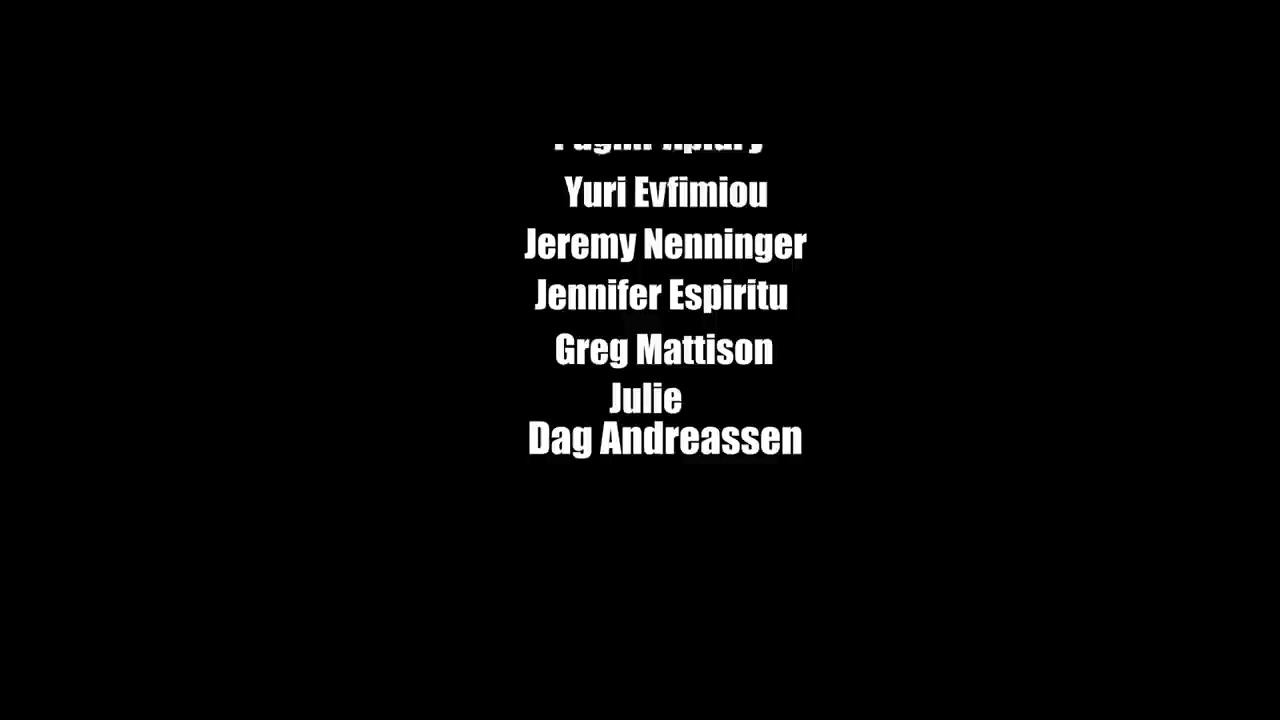 Yuri Evfimiou
Jeremy Nenninger
Jennifer Espiritu
Greg Mattison
Julie
Dag Andreassen